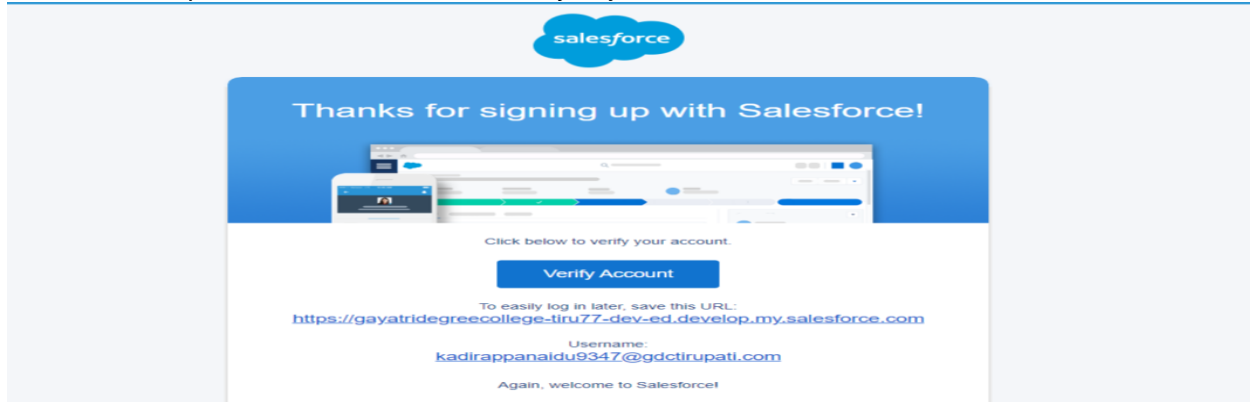 salesforce
Thanks for signing up with Salesforce!
Click below to verify your account.
Verify Account
To easily log in later, save this URL:
https://gayatridegreecollege-tiru77-dev-ed.develop.my.salesforce.com
Username:
kadirappanaidu9347@gdctirupati.com
Again, welcome to Salesforce!